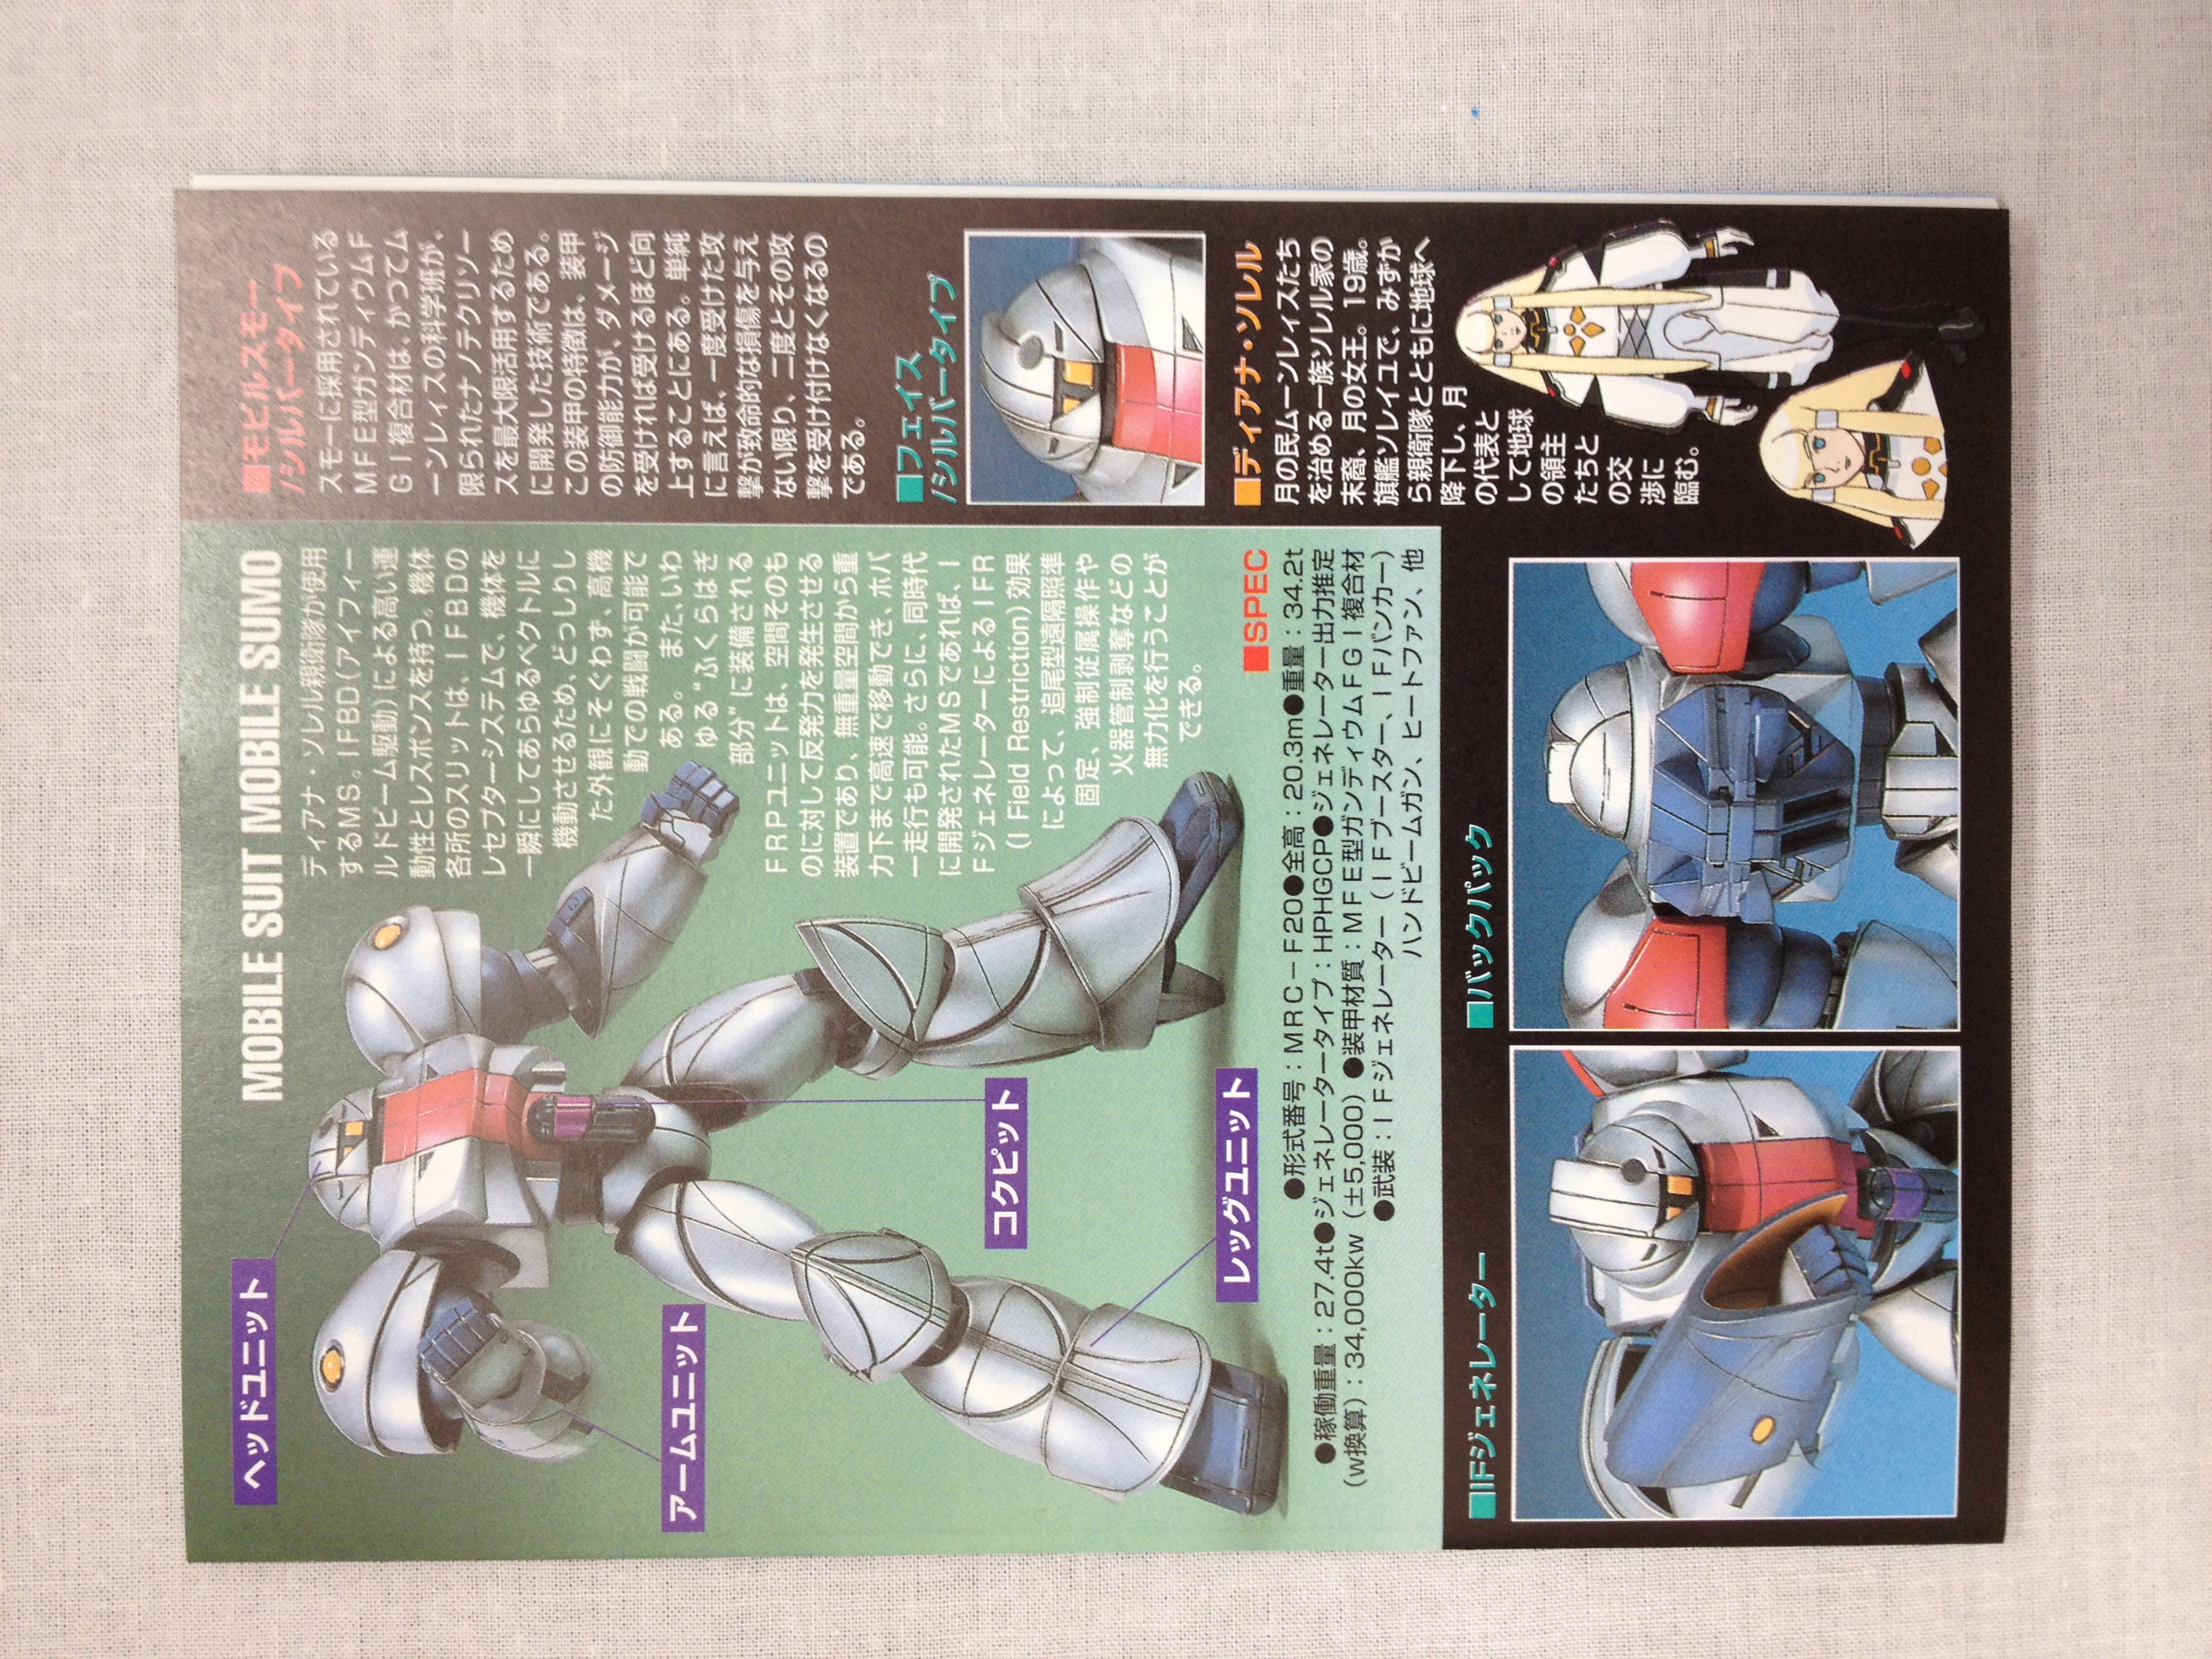 ヘッドユニット
MOBILE SUIT MOBILE SUMO
ディアナ・ソレル親衛隊が使用
するMS。IFBD(アイフィー
ルドビーム駆動)による高い運
動性とレスポンスを持つ。機体
各所のスリットは、IFBDの
レセプターシステムで、機体を
一瞬にしてあらゆるベクトルに
機動させるため、どっしりし
た外観にそぐわず、高機
動での戦闘が可能で
ある。 また、いわ
ゆる“ふくらはぎ
部分”に装備される
FRPユニットは、空間そのも
のに対して反発力を発生させる
装置であり、無重量空間から重
力下まで高速で移動でき、ホバ
ー走行も可能。さらに、同時代
に開発されたMSであれば、I
FジェネレーターによるIFR
(I Field Restriction)効果
によって、追尾型遠隔照準
固定、強制従属操作や
火器管制剥奪などの
無力化を行うことが
できる。
アームユニット
コクピット
レッグユニット
■SPEC
●形式番号：MRC－F20●全高：20.3m●重量：34.2t
●稼働重量：27.4t●ジェネレータータイプ：HPHGCP●ジェネレーター出力推定
(w換算)：34,000kw(±5,000)●装甲材質：MFE型ガンディウムFGI複合材
●武装：IFジェネレーター(IFブースター、IFバンカー)
ハンドビームガン、ヒートファン、他
■IFジェネレーター
■バックパック
■モビルスモー
/シルバータイプ
スモーに採用されている
MFE型ガンディウムF
GI複合材は、かつてム
ーンレィスの科学班が、
限られたナノテクリソー
スを最大限活用するため
に開発した技術である。
この装甲の特徴は、装甲
の防御能力が、ダメージ
を受ければ受けるほど向
上することにある。単純
に言えば、一度受けた攻
撃が致命的な損傷を与え
ない限り、二度とその攻
撃を受け付けなくなるの
である。
■フェイス
/シルバータイプ
■ディアナ・ソレル
月の民ムーンレィスたち
を治める一族ソレル家の
末裔、月の女王。19歳。
旗艦ソレイユで、みずか
ら親衛隊とともに地球へ
降下し、月
の代表と
して地球
の領主
たちと
の交
渉に
臨む。